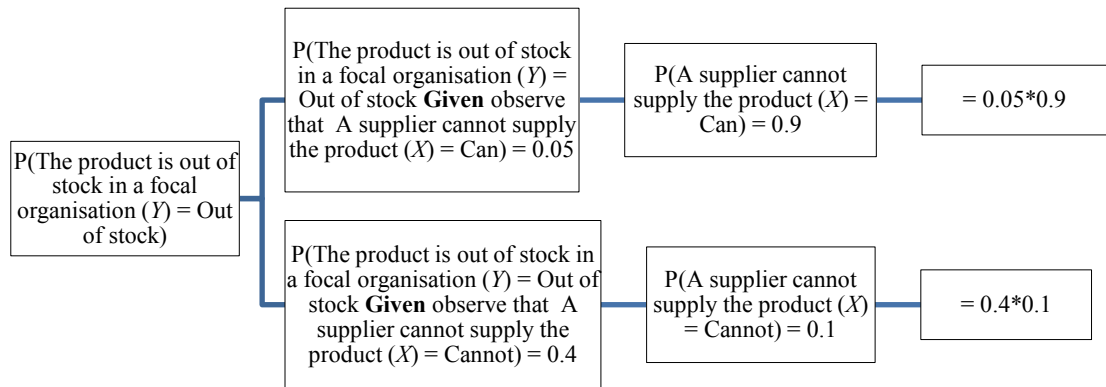 P(The product is out of
stock in a focal
organisation (Y) = Out
of stock)
P(The product is out of stock
in a focal organisation (Y) =
Out of stock Given observe
that A supplier cannot supply
the product (X) = Can) = 0.05
P(A supplier cannot
supply the product (X) =
Can) = 0.9
= 0.05*0.9
P(The product is out of stock in
a focal organisation (Y) = Out of
stock Given observe that A
supplier cannot supply the
product (X) = Cannot) = 0.4
P(A supplier cannot
supply the product (X)
= Cannot) = 0.1
= 0.4*0.1